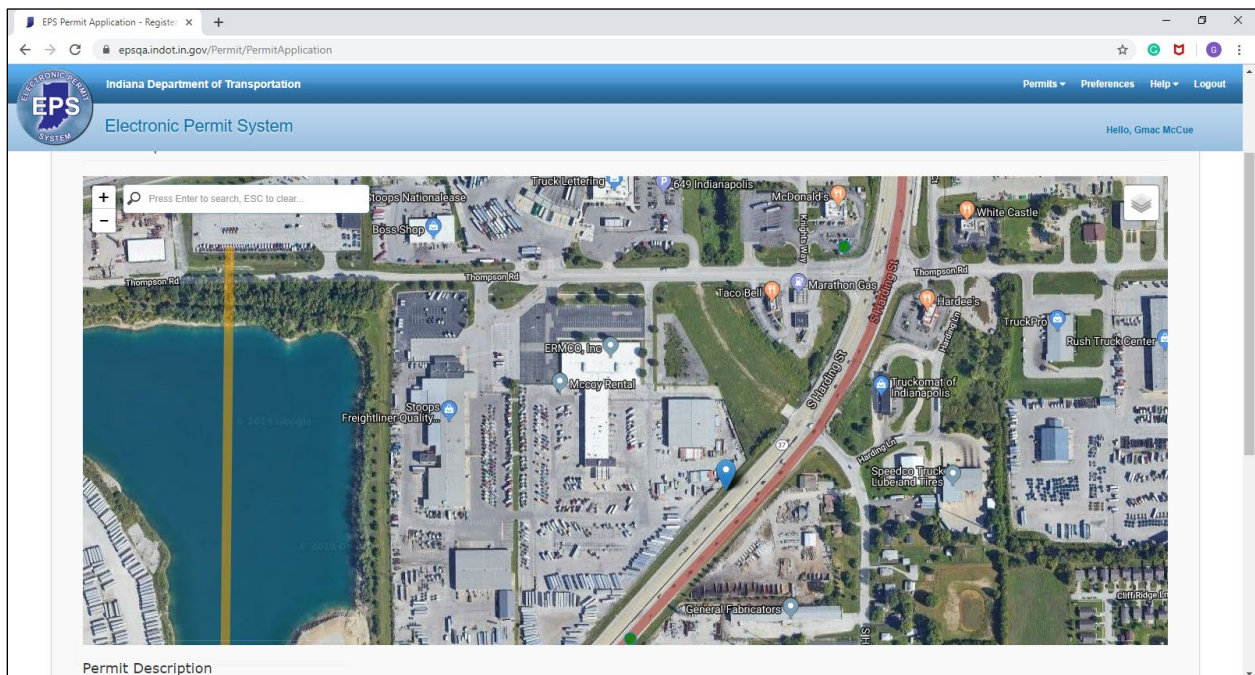 EPS Permit Application - Register
epsqa.indot.in.gov/Permit/PermitApplication
G
ELECTRONIC PERMIT
EPS
SYSTEM
Indiana Department of Transportation
Permits
Preferences
Help
Logout
Electronic Permit System
Hello, Gmac McCue
+
Press Enter to search, ESC to clear...
−
Truck Lettering
649 Indianapolis
McDonald's
Stoops Nationalease
Boss Shop
Knights Way
White Castle
Thompson Rd
Thompson Rd
Thompson Rd
Marathon Gas
Taco Bell
S Harding St
Hardee's
TruckPro
Rush Truck Center
Harding Ln
ERMCO, Inc
Mccoy Rental
Truckomat of
Indianapolis
S Harding St
Stoops
Freightliner-Quality...
© 2019 Google
37
Harding Ln
Speedco Truck
Lube and Tires
General Fabricators
Cliff Ridge Ln
S H
Permit Description